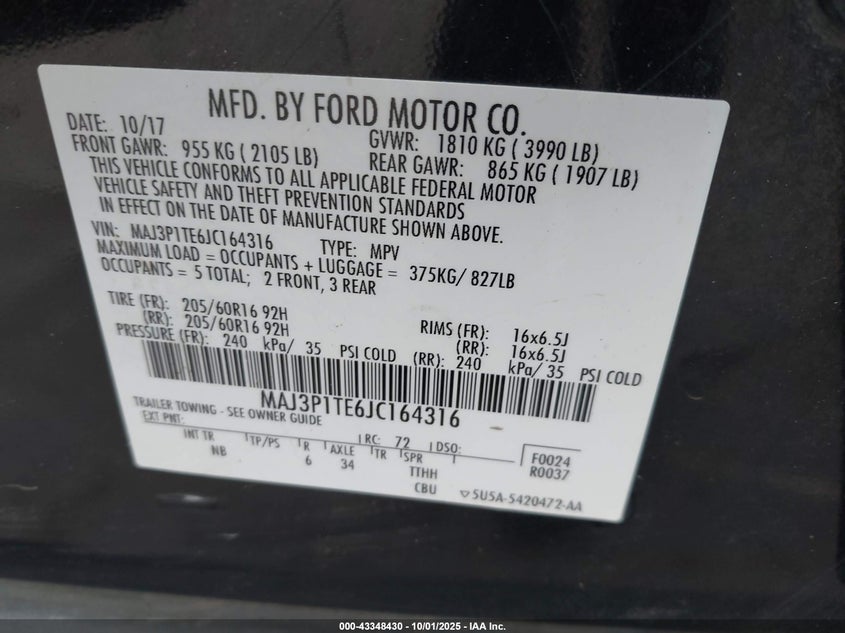 MFD. BY FORD MOTOR CO.
DATE: 10/17 GVWR: 1810 KG ( 3990 LB)
FRONT GAWR: 955 KG ( 2105 LB) REAR GAWR: 865 KG ( 1907 LB)
THIS VEHICLE CONFORMS TO ALL APPLICABLE FEDERAL MOTOR
VEHICLE SAFETY AND THEFT PREVENTION STANDARDS
IN EFFECT ON THE DATE OF MANUFACTURE SHOWN ABOVE.
VIN: MAJ3P1TE6JC164316 TYPE: MPV
MAXIMUM LOAD = OCCUPANTS + LUGGAGE = 375KG/ 827LB
OCCUPANTS = 5 TOTAL; 2 FRONT, 3 REAR
TIRE (FR): 205/60R16 92H RIMS (FR): 16x6.5J
(RR): 205/60R16 92H (RR): 16x6.5J
PRESSURE (FR): 240 kPa/ 35 PSI COLD (RR): 240 kPa/ 35 PSI COLD
MAJ3P1TE6JC164316
TRAILER TOWING - SEE OWNER GUIDE
EXT PNT: RC: 72 DSO:
INT TR TP/PS R AXLE TR SPR F0024
NB 6 34 TTHH R0037
CBU 5U5A-5420472-AA
000-43348430 - 10/01/2025 - IAA Inc.